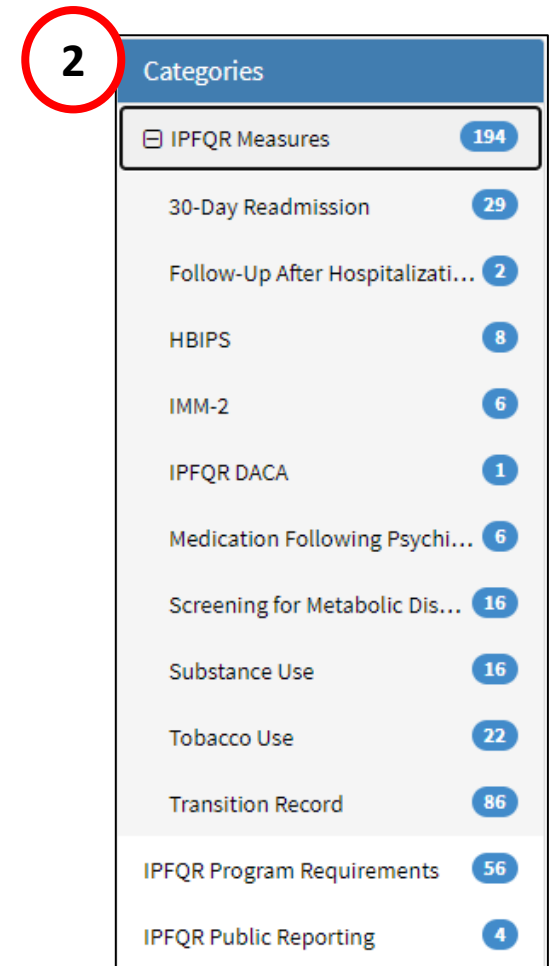 2
Categories
IPFQR Measures 194
30-Day Readmission 29
Follow-Up After Hospitalizati... 2
HBIPS 8
IMM-2 6
IPFQR DACA 1
Medication Following Psychi... 6
Screening for Metabolic Dis... 16
Substance Use 16
Tobacco Use 22
Transition Record 86
IPFQR Program Requirements 56
IPFQR Public Reporting 4